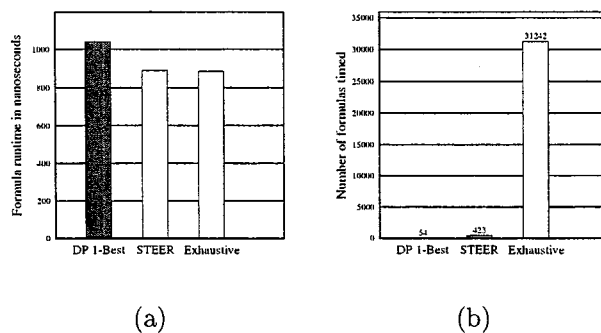 Formula runtime in nanoseconds
1000
800
600
400
200
0
DP 1-Best STEER Exhaustive
(a)
Number of formulas timed
35000
30000
25000
20000
15000
10000
5000
0
54
423
31242
DP 1-Best STEER Exhaustive
(b)